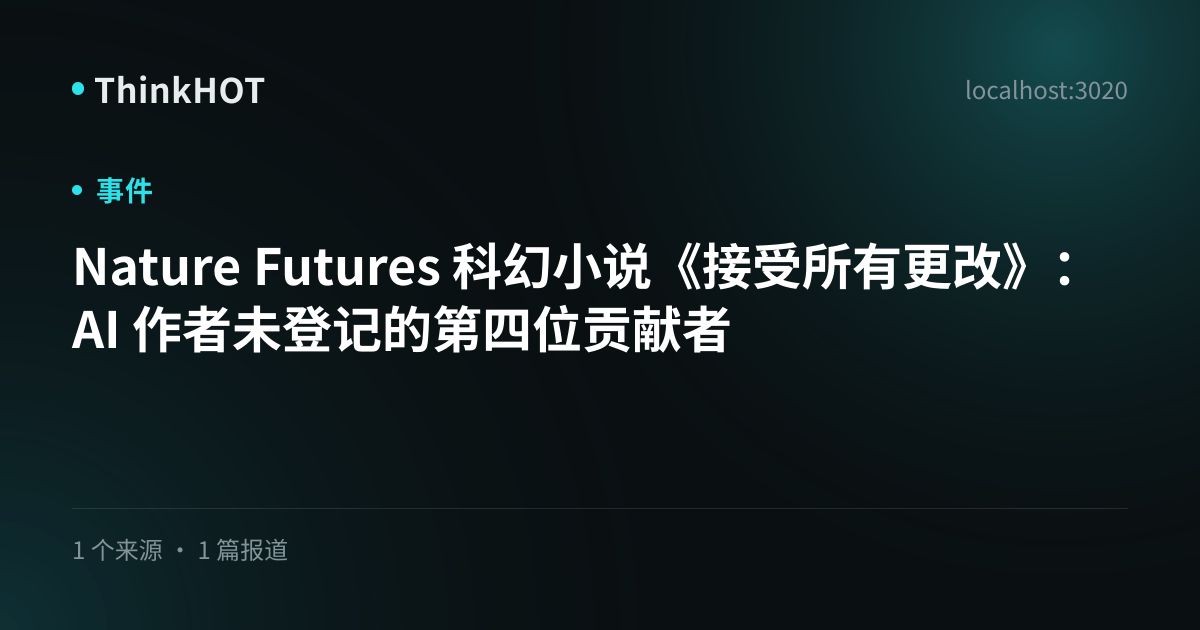 ThinkHOT
localhost:3020
事件
Nature Futures 科幻小说《接受所有更改》：
AI 作者未登记的第四位贡献者
1 个来源 · 1 篇报道